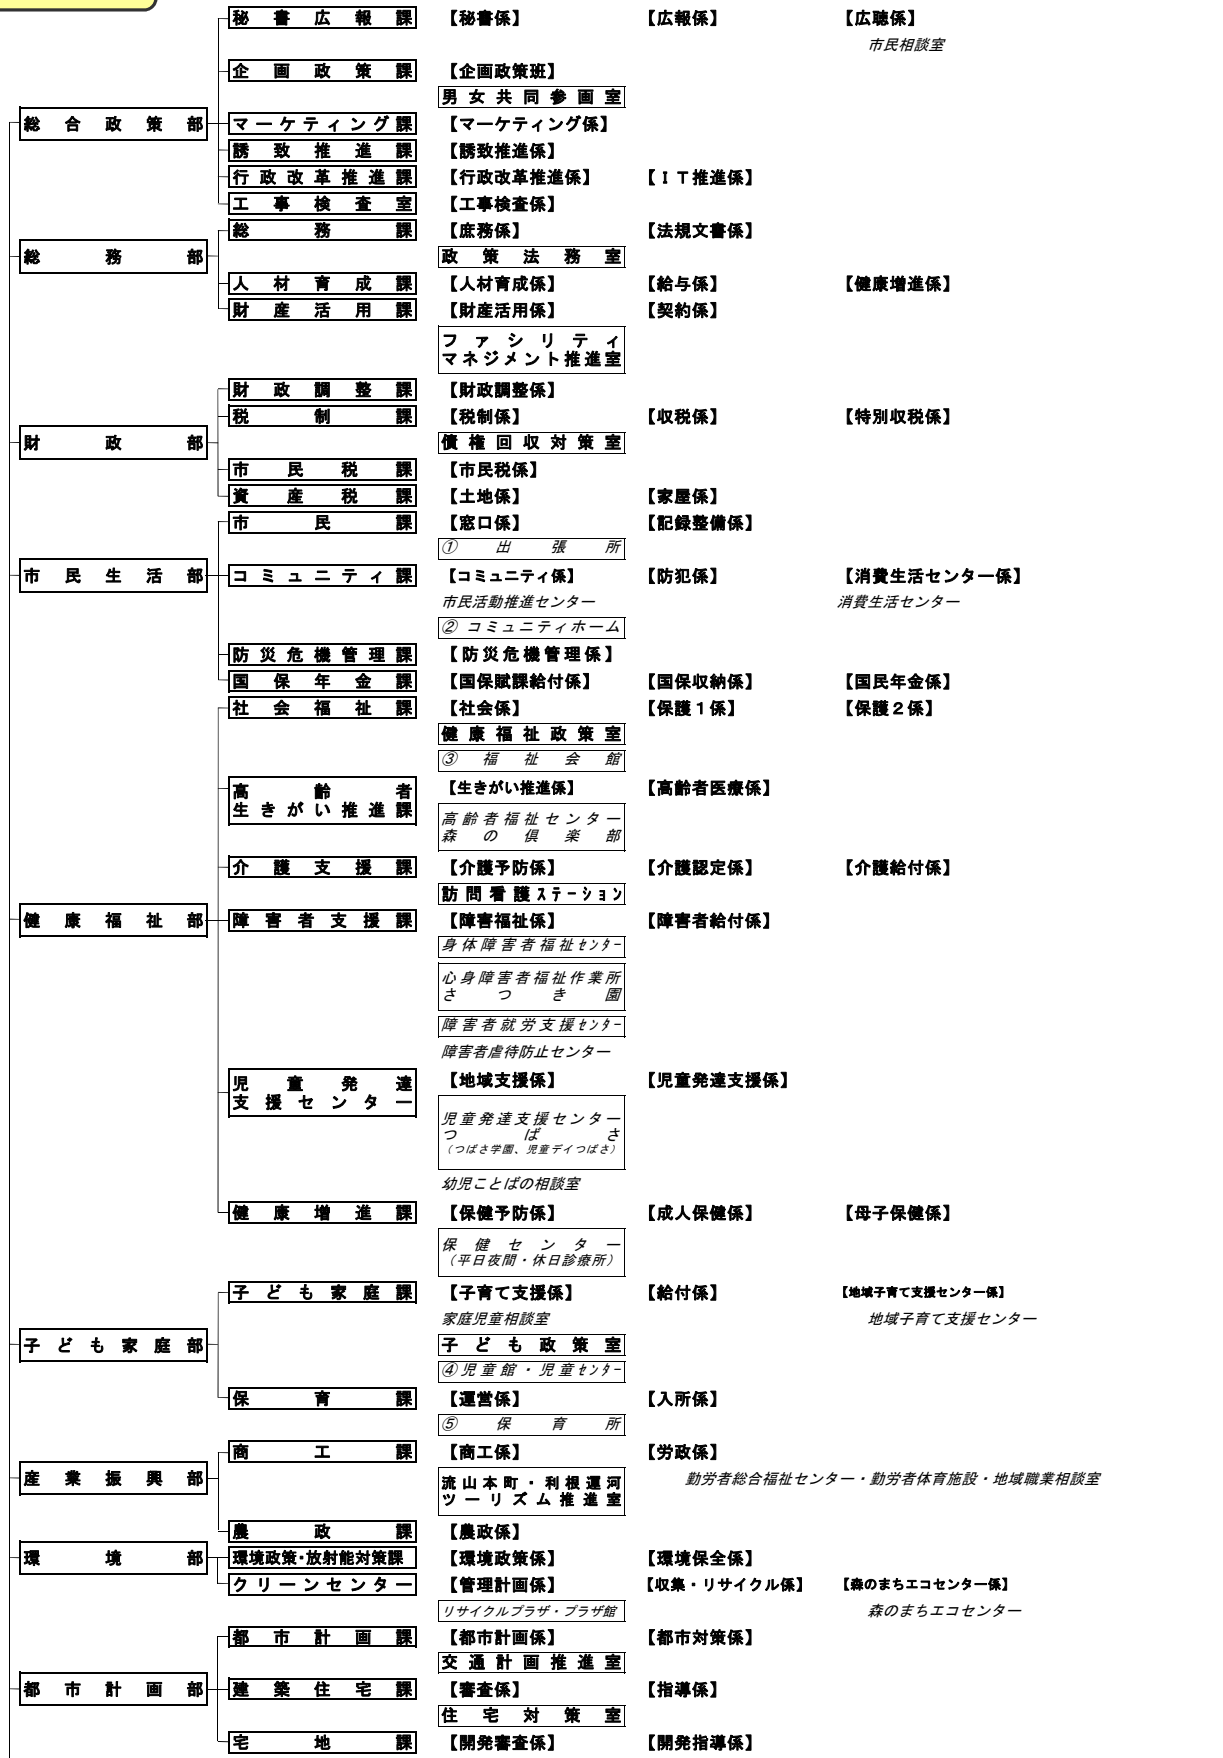 秘書広報課 【秘書係】 【広報係】 【広聴係】
市民相談室
企画政策課 【企画政策班】
男女共同参画室
総合政策部 マーケティング課 【マーケティング係】
誘致推進課 【誘致推進係】
行政改革推進課 【行政改革推進係】 【ＩＴ推進係】
工事検査室 【工事検査係】
総務課 【庶務係】 【法規文書係】
総務部 政策法務室
人材育成課 【人材育成係】 【給与係】 【健康増進係】
財産活用課 【財産活用係】 【契約係】
ファシリティ
マネジメント推進室
財政調整課 【財政調整係】
税制課 【税制係】 【収税係】 【特別収税係】
財政部 債権回収対策室
市民税課 【市民税係】
資産税課 【土地係】 【家屋係】
市民課 【窓口係】 【記録整備係】
①出張所
市民生活部 コミュニティ課 【コミュニティ係】 【防犯係】 【消費生活センター係】
市民活動推進センター 消費生活センター
②コミュニティホーム
防災危機管理課 【防災危機管理係】
国保年金課 【国保賦課給付係】 【国保収納係】 【国民年金係】
社会福祉課 【社会係】 【保護１係】 【保護２係】
健康福祉政策室
③福祉会館
高齢者
生きがい推進課 【生きがい推進係】 【高齢者医療係】
高齢者福祉センター
森の倶楽部
介護支援課 【介護予防係】 【介護認定係】 【介護給付係】
訪問看護ｽﾃｰｼｮﾝ
健康福祉部 障害者支援課 【障害福祉係】 【障害者給付係】
身体障害者福祉ｾﾝﾀｰ
心身障害者福祉作業所
さつき園
障害者就労支援ｾﾝﾀｰ
障害者虐待防止センター
児童発達
支援センター 【地域支援係】 【児童発達支援係】
児童発達支援センター
つばさ
（つばさ学園、児童デイつばさ）
幼児ことばの相談室
健康増進課 【保健予防係】 【成人保健係】 【母子保健係】
保健センター
（平日夜間・休日診療所）
子ども家庭課 【子育て支援係】 【給付係】 【地域子育て支援センター係】
家庭児童相談室 地域子育て支援センター
子ども家庭部 子ども政策室
④児童館・児童ｾﾝﾀｰ
保育課 【運営係】 【入所係】
⑤保育所
商工課 【商工係】 【労政係】
産業振興部 流山本町・利根運河
ツーリズム推進室 勤労者総合福祉センター・勤労者体育施設・地域職業相談室
農政課 【農政係】
環境部 環境政策・放射能対策課 【環境政策係】 【環境保全係】
クリーンセンター 【管理計画係】 【収集・リサイクル係】 【森のまちエコセンター係】
リサイクルプラザ・プラザ館 森のまちエコセンター
都市計画課 【都市計画係】 【都市対策係】
交通計画推進室
都市計画部 建築住宅課 【審査係】 【指導係】
住宅対策室
宅地課 【開発審査係】 【開発指導係】